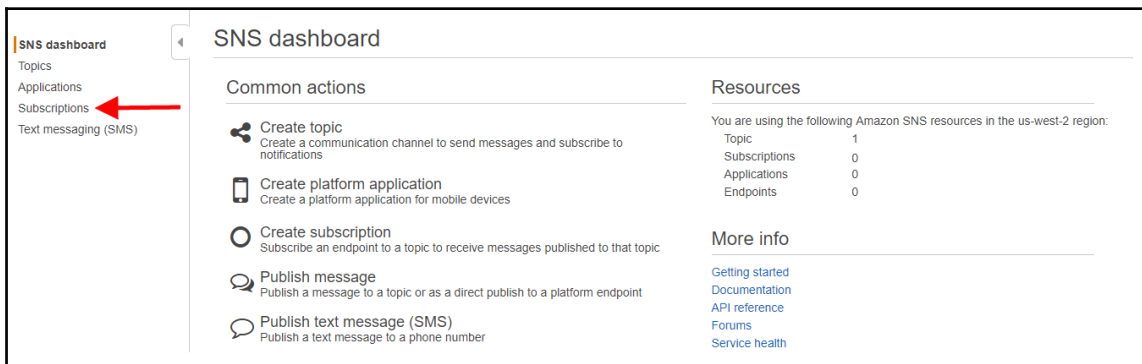 SNS dashboard
Topics
Applications
Subscriptions
Text messaging (SMS)
SNS dashboard
Common actions
Create topic
Create a communication channel to send messages and subscribe to
notifications
Create platform application
Create a platform application for mobile devices
Create subscription
Subscribe an endpoint to a topic to receive messages published to that topic
Publish message
Publish a message to a topic or as a direct publish to a platform endpoint
Publish text message (SMS)
Publish a text message to a phone number
Resources
You are using the following Amazon SNS resources in the us-west-2 region:
Topic 1
Subscriptions 0
Applications 0
Endpoints 0
More info
Getting started
Documentation
API reference
Forums
Service health